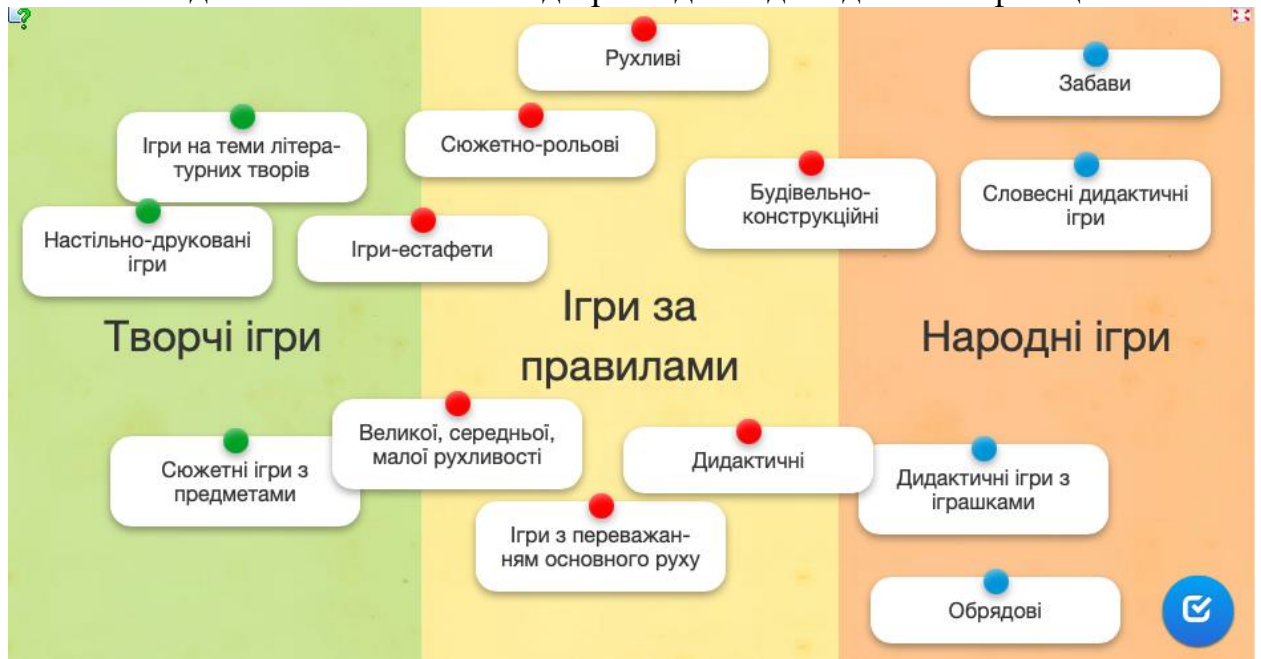 Рухливі
Забави
Ігри на теми літера-
турних творів
Сюжетно-рольові
Будівельно-
конструкційні
Словесні дидактичні
ігри
Настільно-друковані
ігри
Ігри-естафети
Творчі ігри
Ігри за
правилами
Народні ігри
Великої, середньої,
малої рухливості
Дидактичні
Сюжетні ігри з
предметами
Дидактичні ігри з
іграшками
Ігри з переважан-
ням основного руху
Обрядові